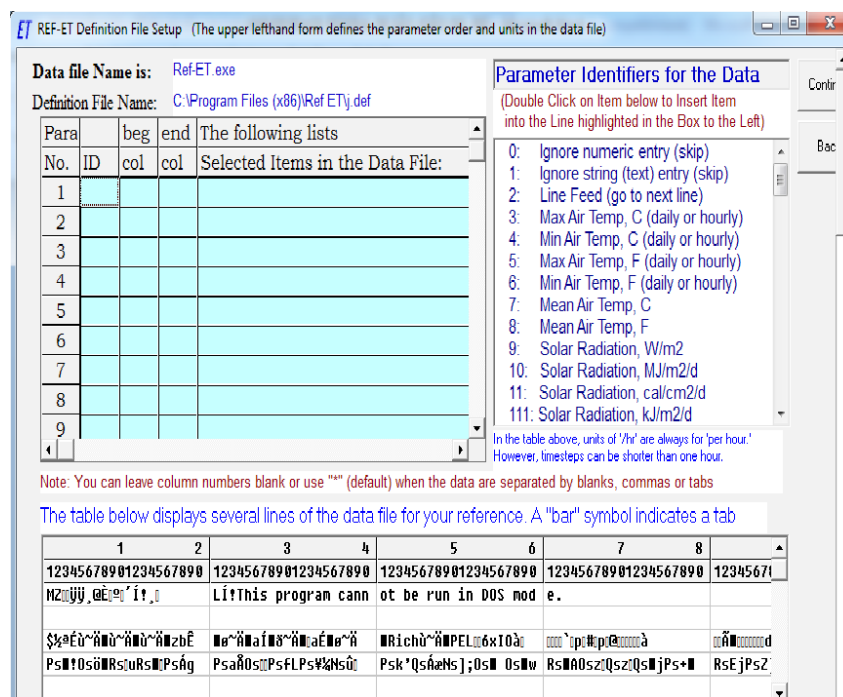 ET REF-ET Definition File Setup (The upper lefthand form defines the parameter order and units in the data file)
Data file Name is: Ref-ET.exe
Definition File Name: C:\Program Files (x86)\Ref ET\j.def
Para beg end The following lists
No. ID col col Selected Items in the Data File:
1
2
3
4
5
6
7
8
9
Parameter Identifiers for the Data
(Double Click on Item below to Insert Item
into the Line highlighted in the Box to the Left)
0: Ignore numeric entry (skip)
1: Ignore string (text) entry (skip)
2: Line Feed (go to next line)
3: Max Air Temp, C (daily or hourly)
4: Min Air Temp, C (daily or hourly)
5: Max Air Temp, F (daily or hourly)
6: Min Air Temp, F (daily or hourly)
7: Mean Air Temp, C
8: Mean Air Temp, F
9: Solar Radiation, W/m2
10: Solar Radiation, MJ/m2/d
11: Solar Radiation, cal/cm2/d
111: Solar Radiation, kJ/m2/d
In the table above, units of '/hr' are always for 'per hour.'
However, timesteps can be shorter than one hour.
Contir
Bac
Note: You can leave column numbers blank or use "*" (default) when the data are separated by blanks, commas or tabs
The table below displays several lines of the data file for your reference. A "bar" symbol indicates a tab
1 2 3 4 5 6 7 8
12345678901234567890 12345678901234567890 12345678901234567890 12345678901234567890 1234567
LÍ!This program cann ot be run in DOS mod e.